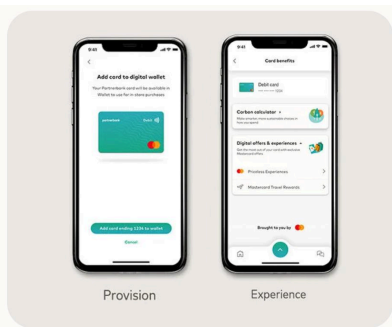 9:41
Add card to digital wallet
Your Partnerbank card will be available in
Wallet to use for in store purchases.
partnerbank
Debit
Add card ending 1234 to wallet
Cancel
Provision
9:41
Card benefits
Debit card
Carbon calculator
Digital offers & experiences
Priceless Experiences
Mastercard Travel Rewards
Brought to you by
Experience